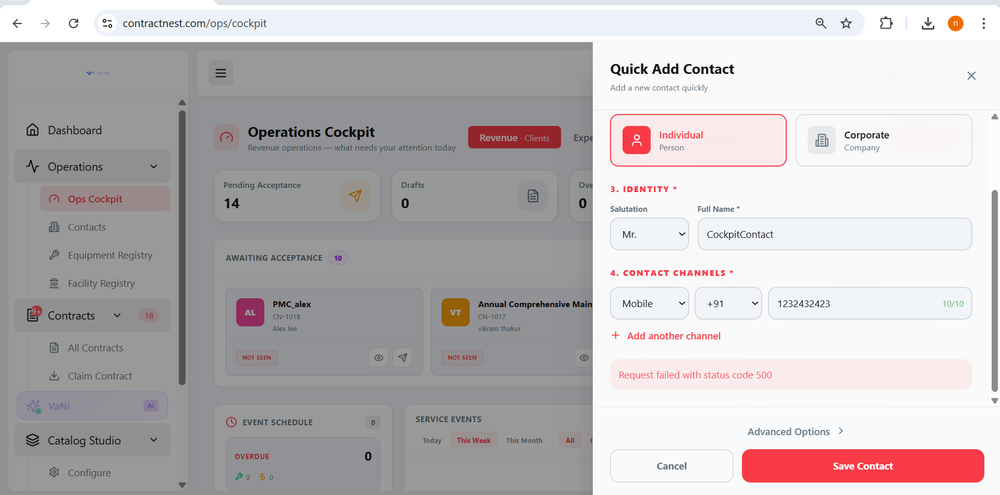 contractnest.com/ops/cockpit
n
Dashboard
Operations
Ops Cockpit
Contacts
Equipment Registry
Facility Registry
9+
Contracts
18
All Contracts
Claim Contract
VaNi
AI
Catalog Studio
Configure
Operations Cockpit
Revenue operations — what needs your attention today
Revenue · Clients
Expe
Pending Acceptance
14
Drafts
0
Ove
0
AWAITING ACCEPTANCE
10
AL
PMC_alex
CN-1018
Alex lee
NOT SEEN
VT
Annual Comprehensive Main
CN-1017
vikram thakur
NOT SEEN
EVENT SCHEDULE
0
OVERDUE
0
0
$ 0
SERVICE EVENTS
Today
This Week
This Month
All
Quick Add Contact
Add a new contact quickly
Individual
Person
Corporate
Company
3. IDENTITY *
Salutation
Full Name *
Mr.
CockpitContact
4. CONTACT CHANNELS *
Mobile
+91
1232432423
10/10
+ Add another channel
Request failed with status code 500
Advanced Options
Cancel
Save Contact